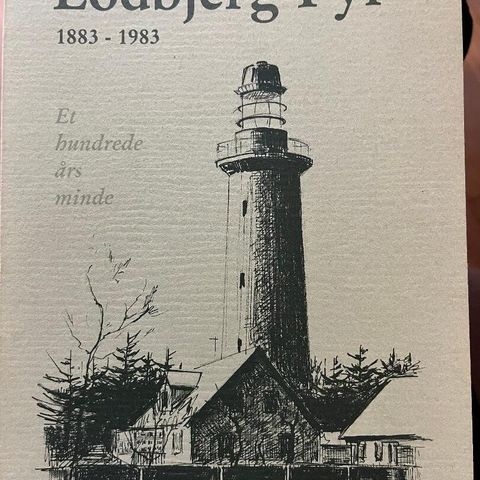 Lodbjerg Fyr
1883 - 1983
Et
hundrede
års
minde